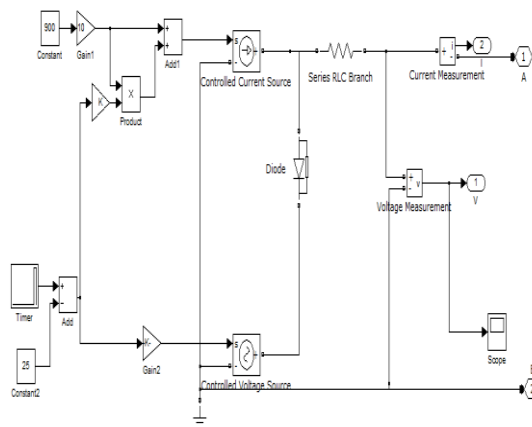 900
Constant
10
Gain1
Add1
Controlled Current Source
Series RLC Branch
Current Measurement
i
2
I
1
A
K
X
Product
Diode
Voltage Measurement
v
1
V
Timer
Add
25
Constant2
K-
Gain2
s
Controlled Voltage Source
Scope